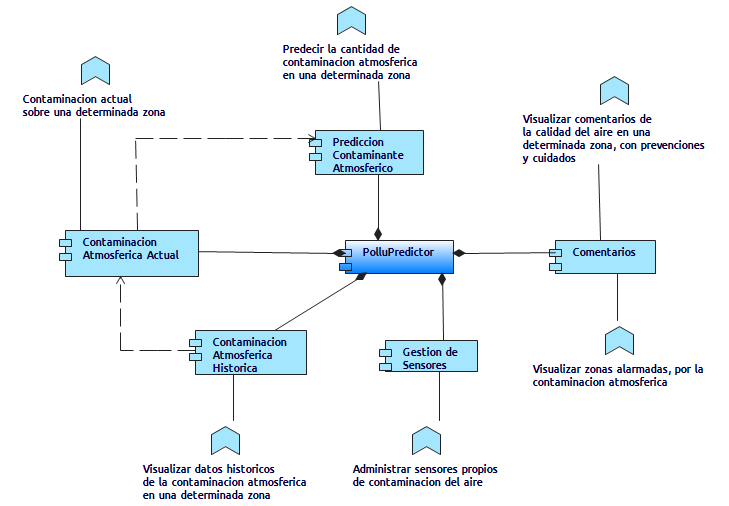 Predecir la cantidad de
contaminacion atmosferica
en una determinada zona
Contaminacion actual
sobre una determinada zona
Visualizar comentarios de
la calidad del aire en una
determinada zona, con prevenciones
y cuidados
Prediccion
Contaminante
Atmosferico
Contaminacion
Atmosferica Actual
PolluPredictor
Comentarios
Contaminacion
Atmosferica
Historica
Gestion de
Sensores
Visualizar zonas alarmadas, por la
contaminacion atmosferica
Visualizar datos historicos
de la contaminacion atmosferica
en una determinada zona
Administrar sensores propios
de contaminacion del aire